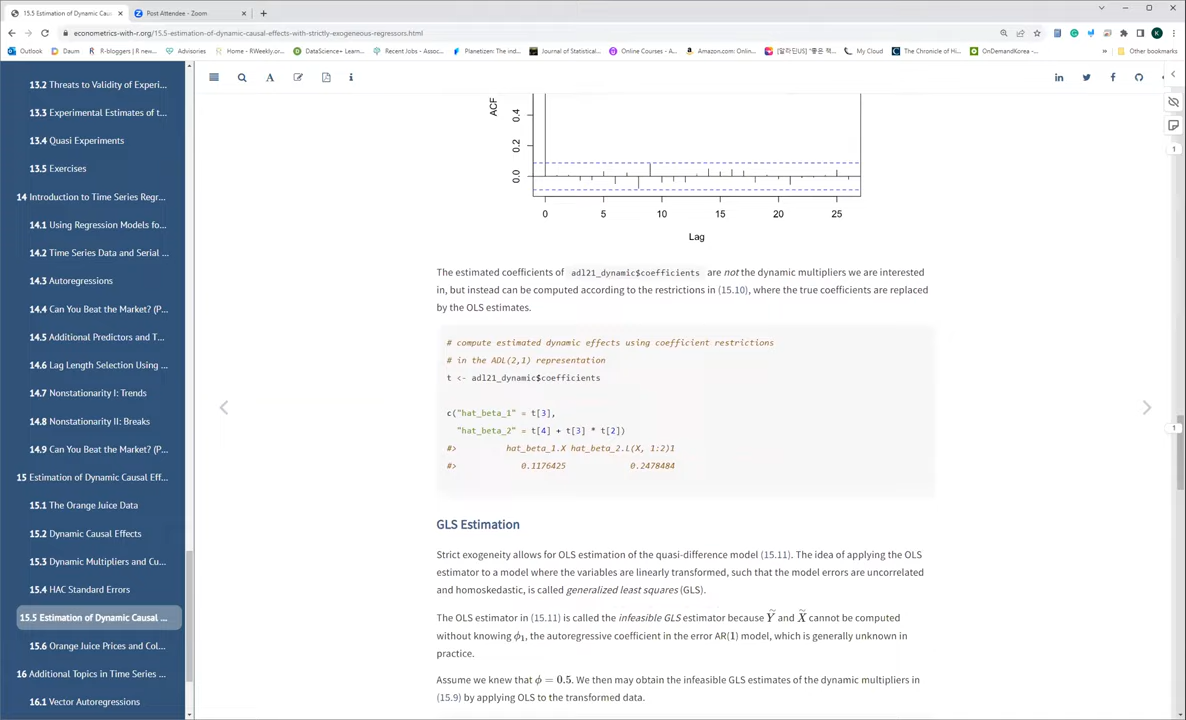 15.5 Estimation of Dynamic Causal E
Post Attendee - Zoom
econometrics-with-r.org/15.5-estimation-of-dynamic-causal-effects-with-strictly-exogeneous-regressors.html
Outlook
Daum
R-bloggers | R new...
Advisories
Home - RWeekly.or...
DataScience+ Learn...
Recent Jobs - Assoc...
Planetizen: The ind...
Journal of Statistical...
Online Courses - A...
Amazon.com: Onlin...
[알라딘US] "좋은 책...
My Cloud
The Chronicle of Hi...
OnDemandKorea -...
Other bookmarks
13.2 Threats to Validity of Experi...
13.3 Experimental Estimates of t...
13.4 Quasi Experiments
13.5 Exercises
14 Introduction to Time Series Regr...
14.1 Using Regression Models fo...
14.2 Time Series Data and Serial ...
14.3 Autoregressions
14.4 Can You Beat the Market? (P...
14.5 Additional Predictors and T...
14.6 Lag Length Selection Using ...
14.7 Nonstationarity I: Trends
14.8 Nonstationarity II: Breaks
14.9 Can You Beat the Market? (P...
15 Estimation of Dynamic Causal Eff...
15.1 The Orange Juice Data
15.2 Dynamic Causal Effects
15.3 Dynamic Multipliers and Cu...
15.4 HAC Standard Errors
15.5 Estimation of Dynamic Causal ...
15.6 Orange Juice Prices and Col...
16 Additional Topics in Time Series ...
16.1 Vector Autoregressions
ACF
0.4
0.2
0.0
0 5 10 15 20 25
Lag
The estimated coefficients of adl21_dynamic$coefficients are not the dynamic multipliers we are interested
in, but instead can be computed according to the restrictions in (15.10), where the true coefficients are replaced
by the OLS estimates.
# compute estimated dynamic effects using coefficient restrictions
# in the ADL(2,1) representation
t <- adl21_dynamic$coefficients
c("hat_beta_1" = t[3],
"hat_beta_2" = t[4] + t[3] * t[2])
#> hat_beta_1.X hat_beta_2.L(X, 1:2)1
#> 0.1176425 0.2478484
GLS Estimation
Strict exogeneity allows for OLS estimation of the quasi-difference model (15.11). The idea of applying the OLS
estimator to a model where the variables are linearly transformed, such that the model errors are uncorrelated
and homoskedastic, is called generalized least squares (GLS).
The OLS estimator in (15.11) is called the infeasible GLS estimator because Ỹ and X̃ cannot be computed
without knowing ϕ₁, the autoregressive coefficient in the error AR(1) model, which is generally unknown in
practice.
Assume we knew that ϕ = 0.5. We then may obtain the infeasible GLS estimates of the dynamic multipliers in
(15.9) by applying OLS to the transformed data.
1
1